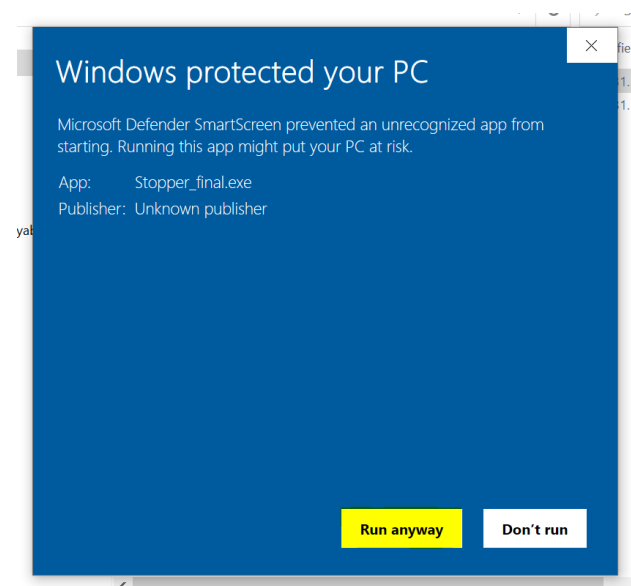 Windows protected your PC
Microsoft Defender SmartScreen prevented an unrecognized app from
starting. Running this app might put your PC at risk.
App: Stopper_final.exe
Publisher: Unknown publisher
Run anyway
Don't run